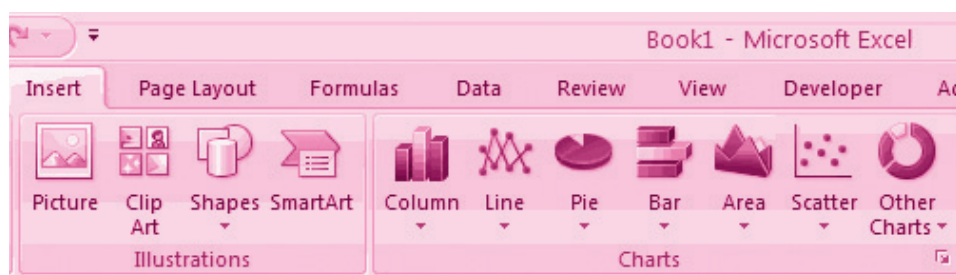 Book1 - Microsoft Excel
Insert Page Layout Formulas Data Review View Developer
Picture Clip Art Shapes SmartArt Column Line Pie Bar Area Scatter Other Charts
Illustrations Charts